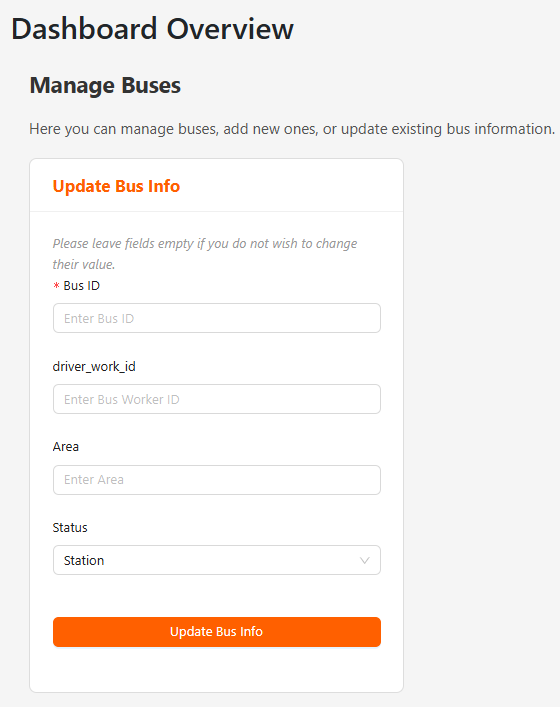 Dashboard Overview
Manage Buses
Here you can manage buses, add new ones, or update existing bus information.
Update Bus Info
Please leave fields empty if you do not wish to change
their value.
* Bus ID
Enter Bus ID
driver_work_id
Enter Bus Worker ID
Area
Enter Area
Status
Station
Update Bus Info